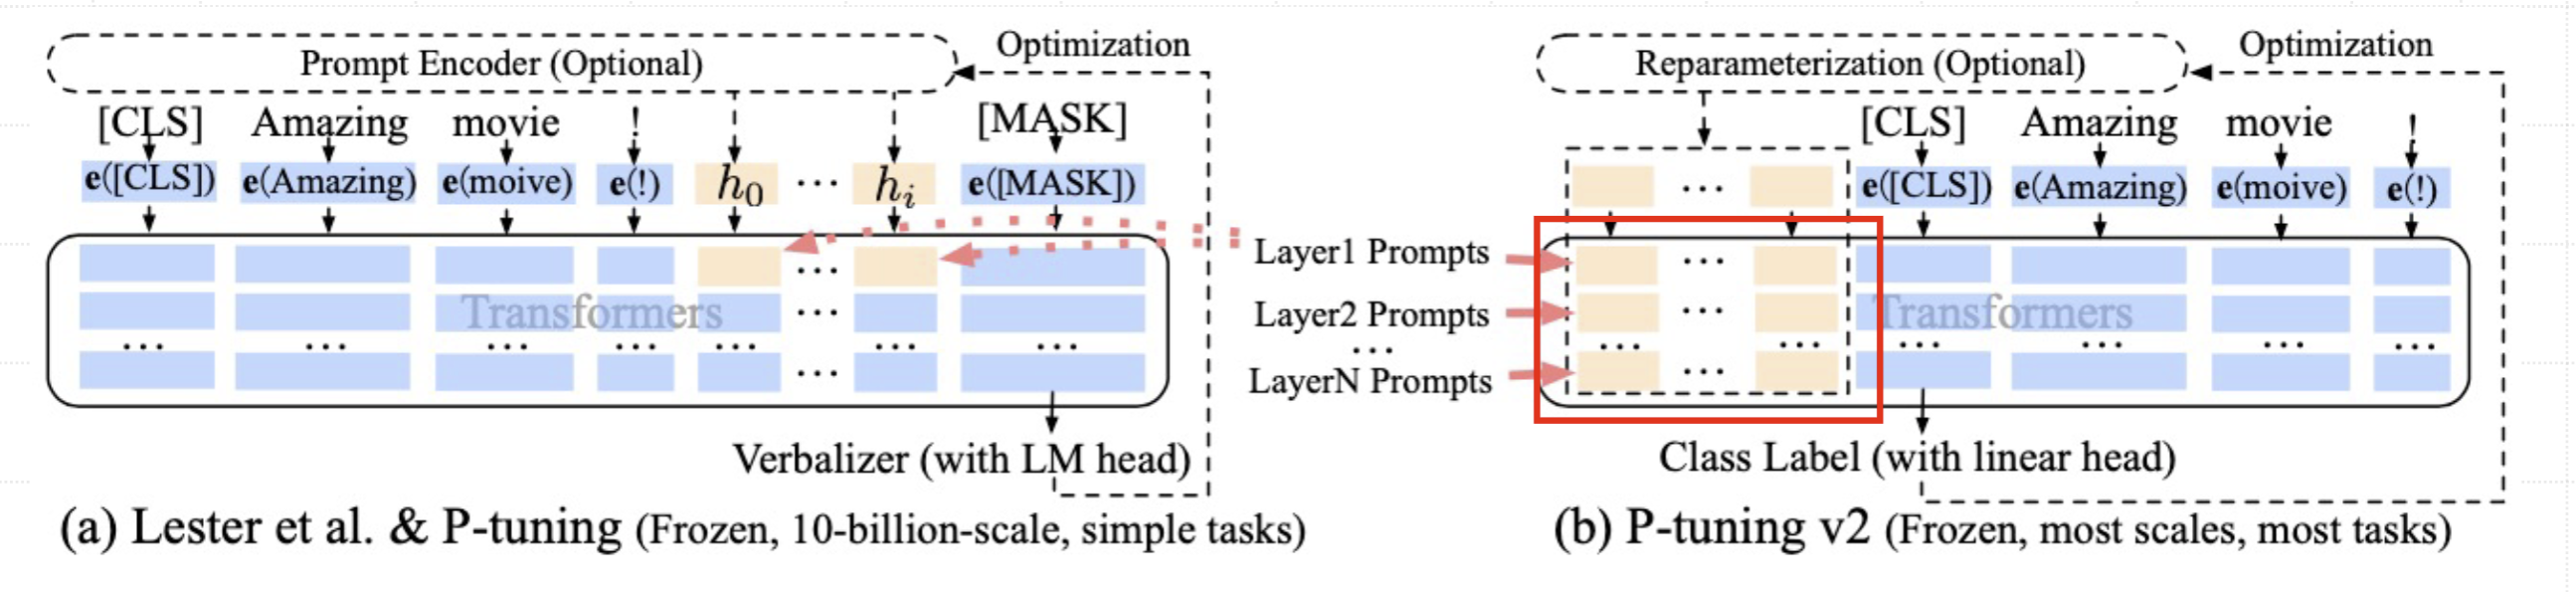 Prompt Encoder (Optional)
Optimization
[CLS] Amazing movie ! [MASK]
e([CLS]) e(Amazing) e(moive) e(!) h0 ... hi e([MASK])
...
Transformers
...
... ... ... ... ... ... ...
...
Verbalizer (with LM head)
(a) Lester et al. & P-tuning (Frozen, 10-billion-scale, simple tasks)
Layer1 Prompts
Layer2 Prompts
...
LayerN Prompts
Reparameterization (Optional)
Optimization
[CLS] Amazing movie !
... e([CLS]) e(Amazing) e(moive) e(!)
...
... Transformers
... ... ... ... ... ...
...
Class Label (with linear head)
(b) P-tuning v2 (Frozen, most scales, most tasks)